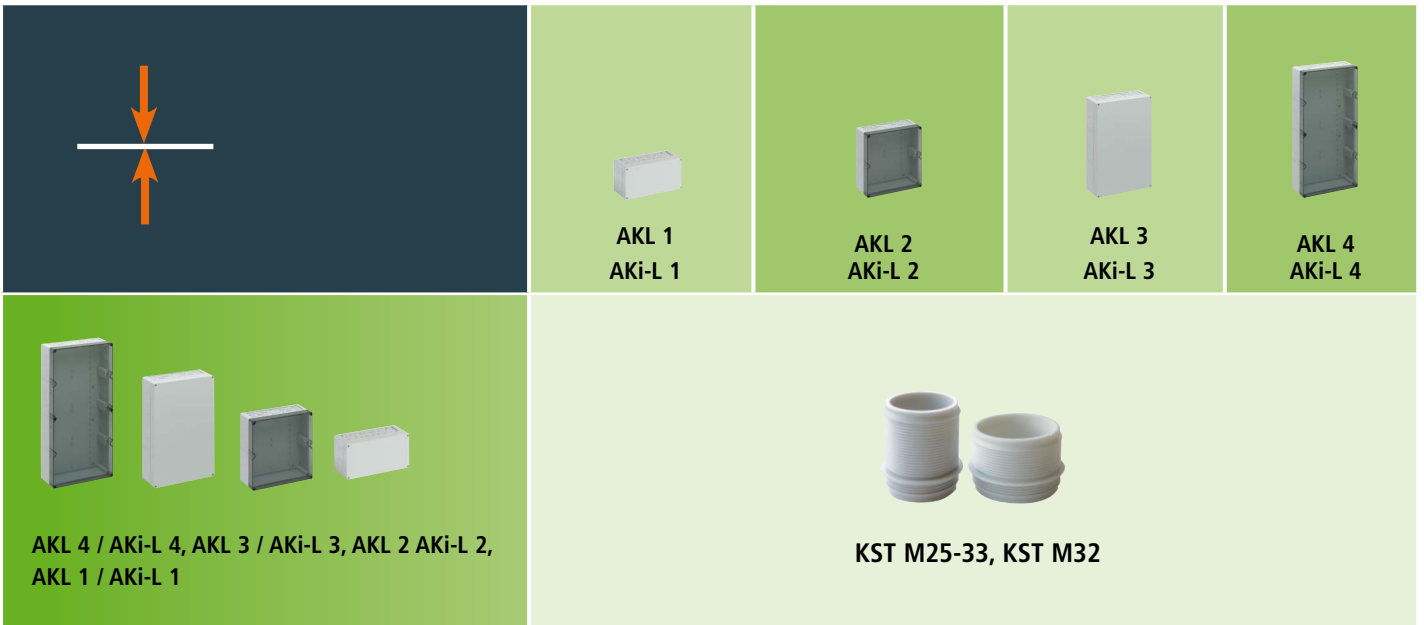 AKL 1
AKi-L 1
AKL 2
AKi-L 2
AKL 3
AKi-L 3
AKL 4
AKi-L 4
AKL 4 / AKi-L 4, AKL 3 / AKi-L 3, AKL 2 AKi-L 2,
AKL 1 / AKi-L 1
KST M25-33, KST M32